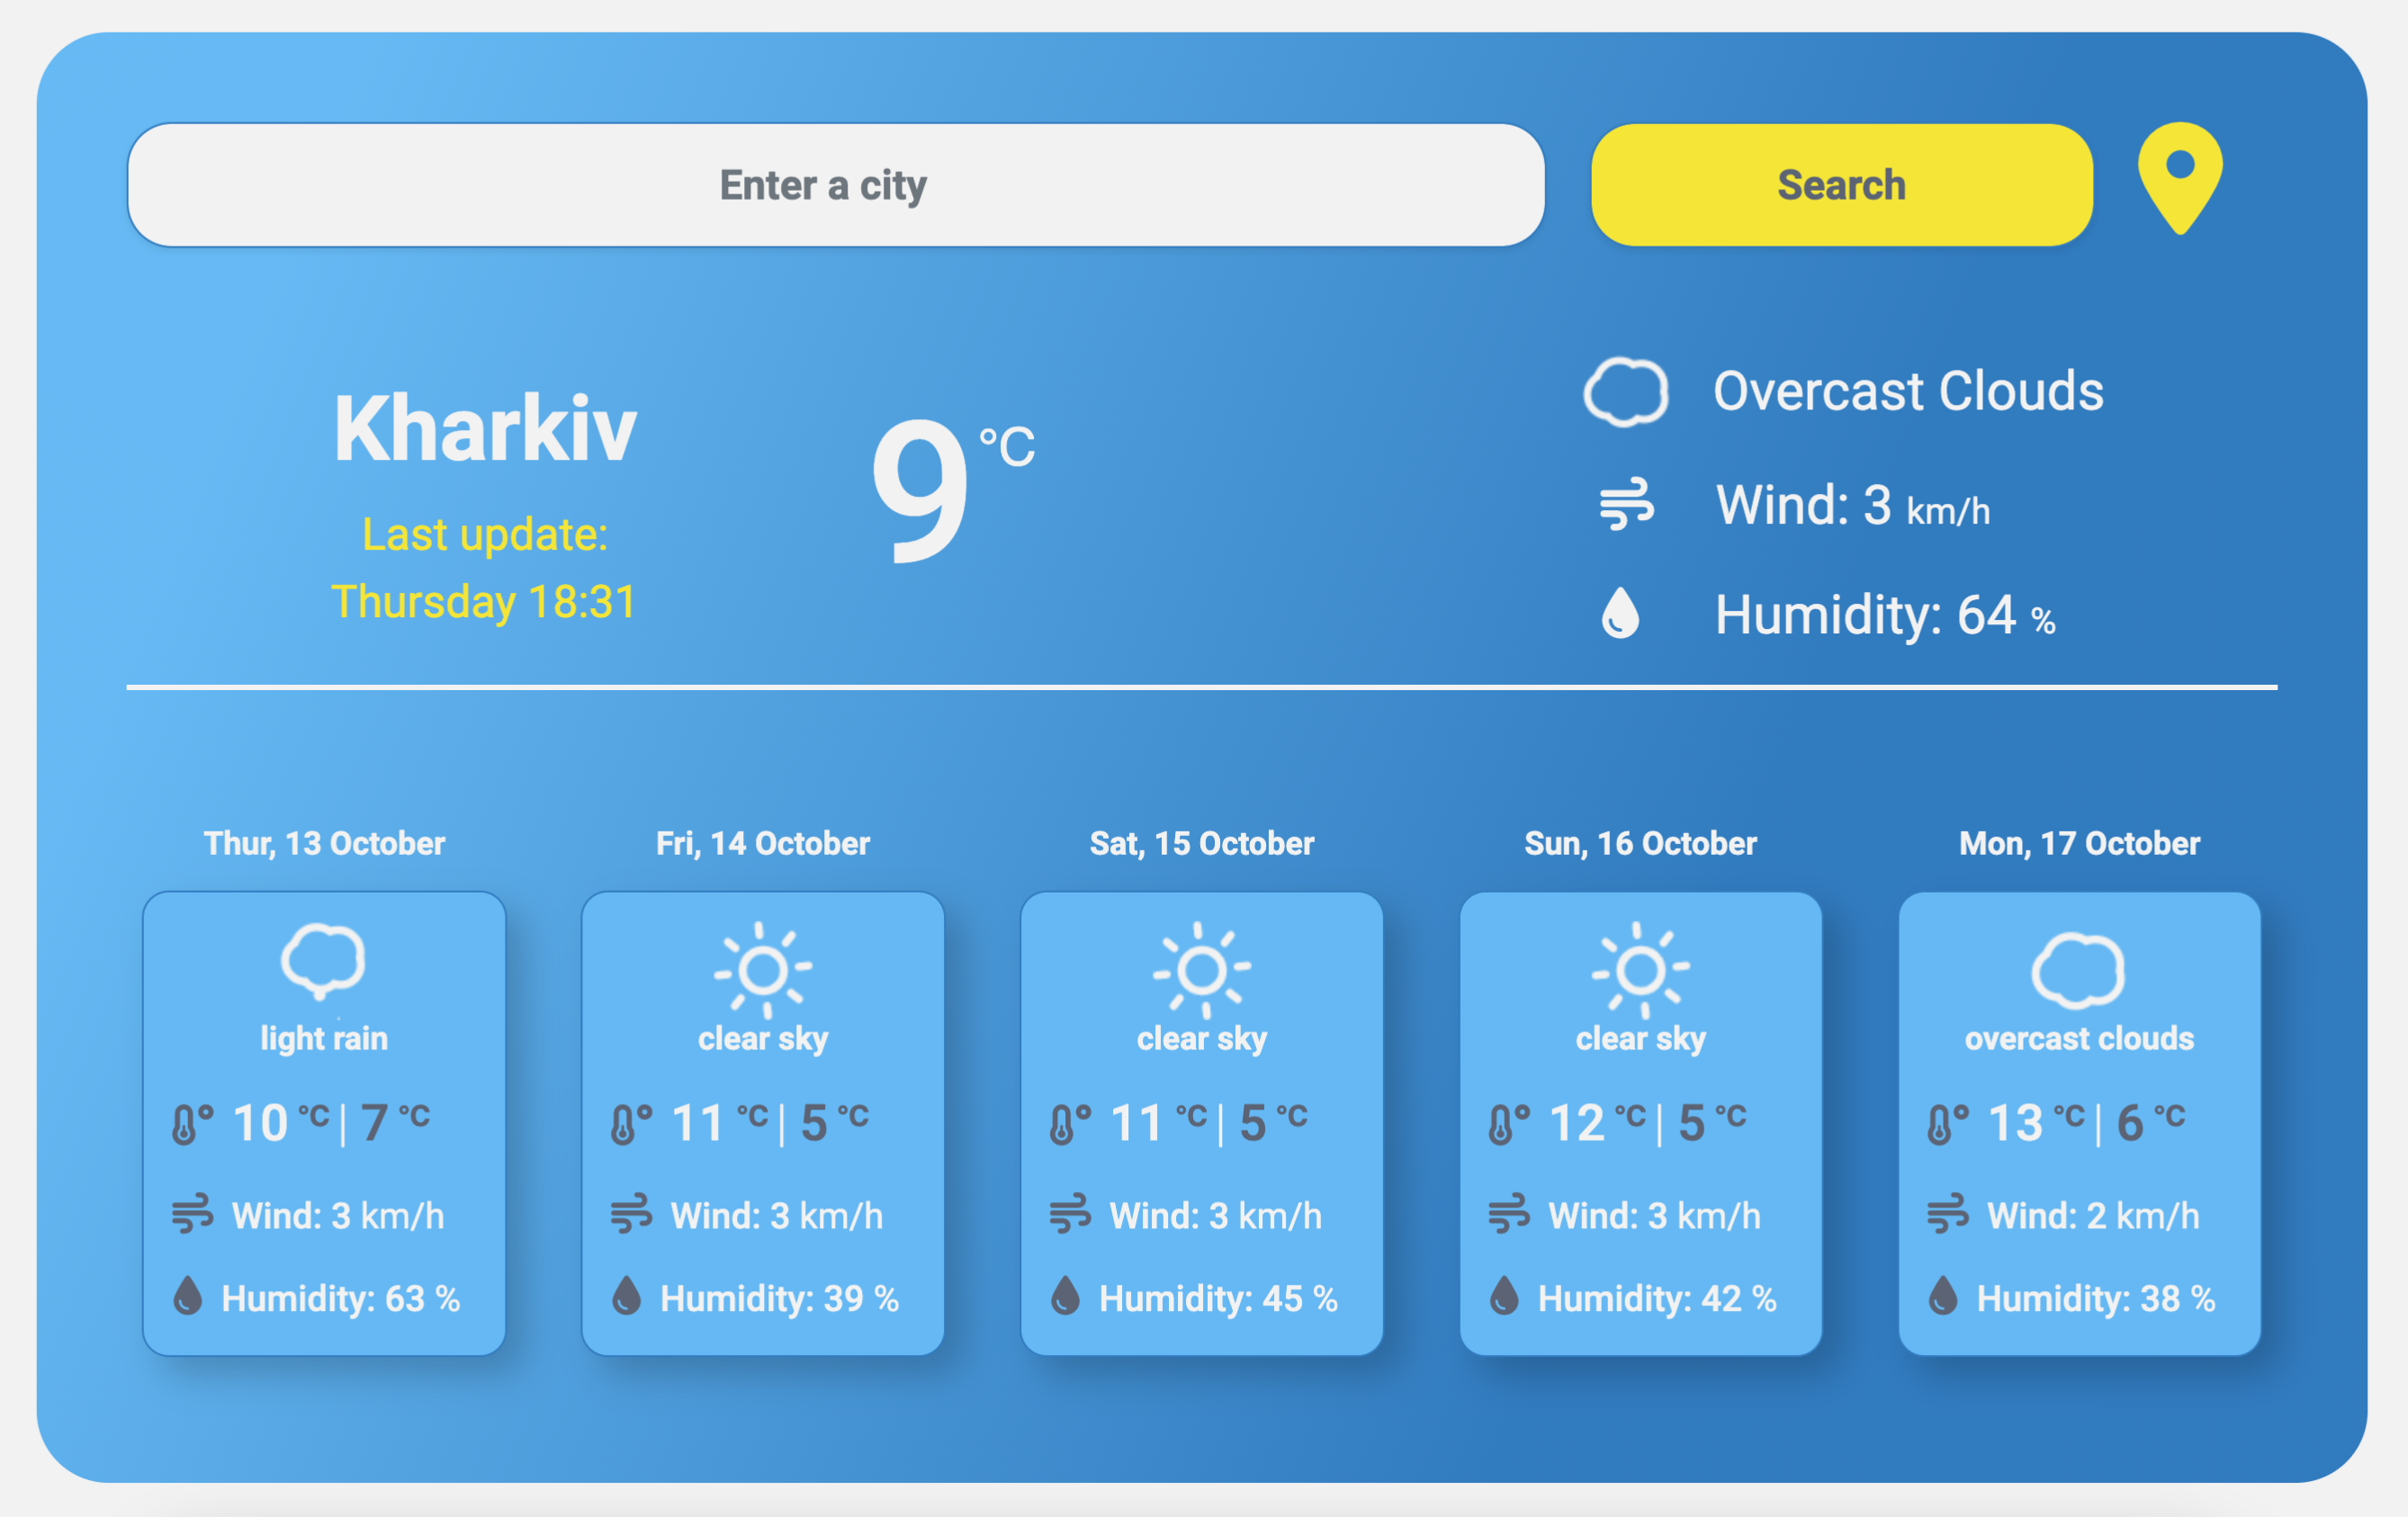 Enter a city
Search
Kharkiv
Last update:
Thursday 18:31
9 °C
Overcast Clouds
Wind: 3 km/h
Humidity: 64 %
Thur, 13 October
light rain
10 °C | 7 °C
Wind: 3 km/h
Humidity: 63 %
Fri, 14 October
clear sky
11 °C | 5 °C
Wind: 3 km/h
Humidity: 39 %
Sat, 15 October
clear sky
11 °C | 5 °C
Wind: 3 km/h
Humidity: 45 %
Sun, 16 October
clear sky
12 °C | 5 °C
Wind: 3 km/h
Humidity: 42 %
Mon, 17 October
overcast clouds
13 °C | 6 °C
Wind: 2 km/h
Humidity: 38 %